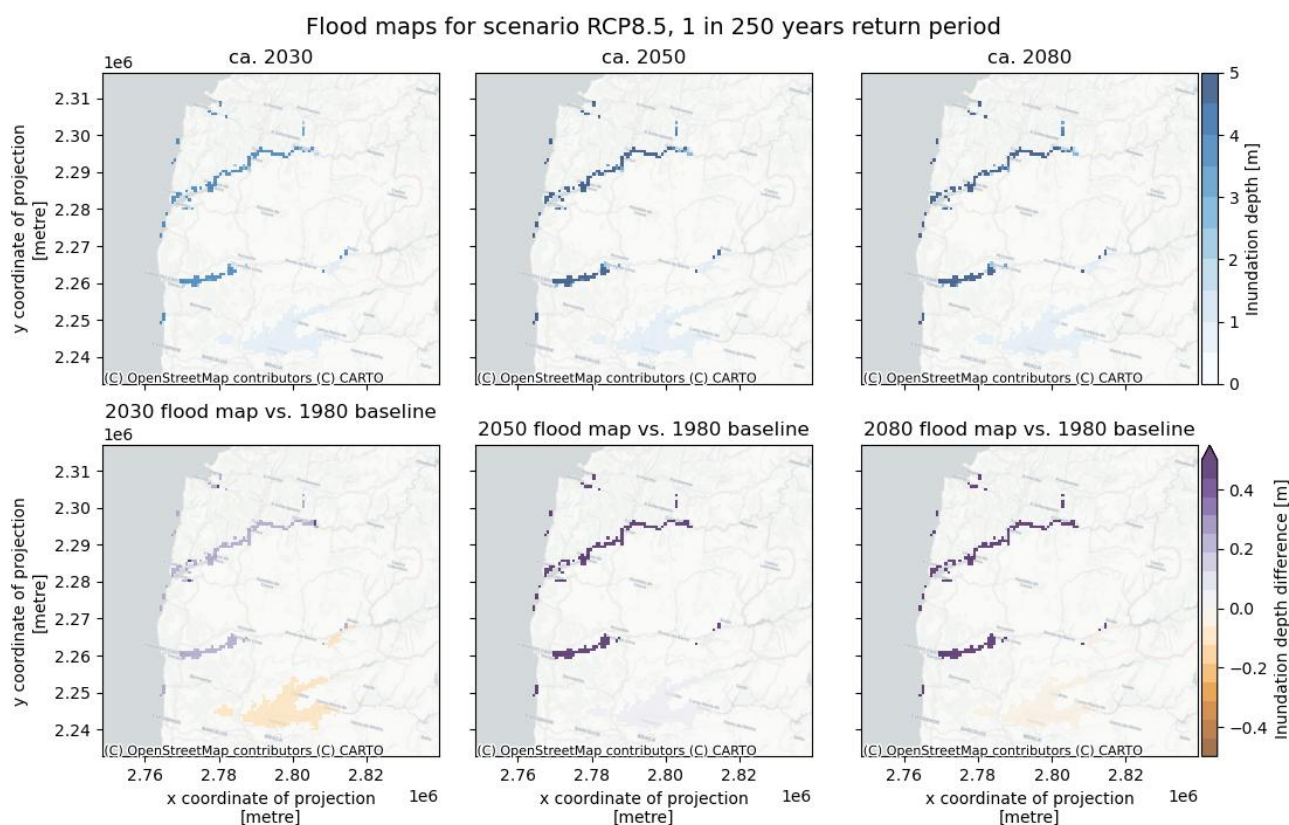 Flood maps for scenario RCP8.5, 1 in 250 years return period
ca. 2030
ca. 2050
ca. 2080
1e6
2.31
2.30
2.29
2.28
2.27
2.26
2.25
2.24
y coordinate of projection
[metre]
(C) OpenStreetMap contributors (C) CARTO
(C) OpenStreetMap contributors (C) CARTO
(C) OpenStreetMap contributors (C) CARTO
5
4
3
2
1
0
Inundation depth [m]
2030 flood map vs. 1980 baseline
2050 flood map vs. 1980 baseline
2080 flood map vs. 1980 baseline
1e6
2.31
2.30
2.29
2.28
2.27
2.26
2.25
2.24
y coordinate of projection
[metre]
(C) OpenStreetMap contributors (C) CARTO
(C) OpenStreetMap contributors (C) CARTO
(C) OpenStreetMap contributors (C) CARTO
0.4
0.2
0.0
−0.2
−0.4
Inundation depth difference [m]
2.76 2.78 2.80 2.82
2.76 2.78 2.80 2.82
2.76 2.78 2.80 2.82
1e6
1e6
1e6
x coordinate of projection
[metre]
x coordinate of projection
[metre]
x coordinate of projection
[metre]